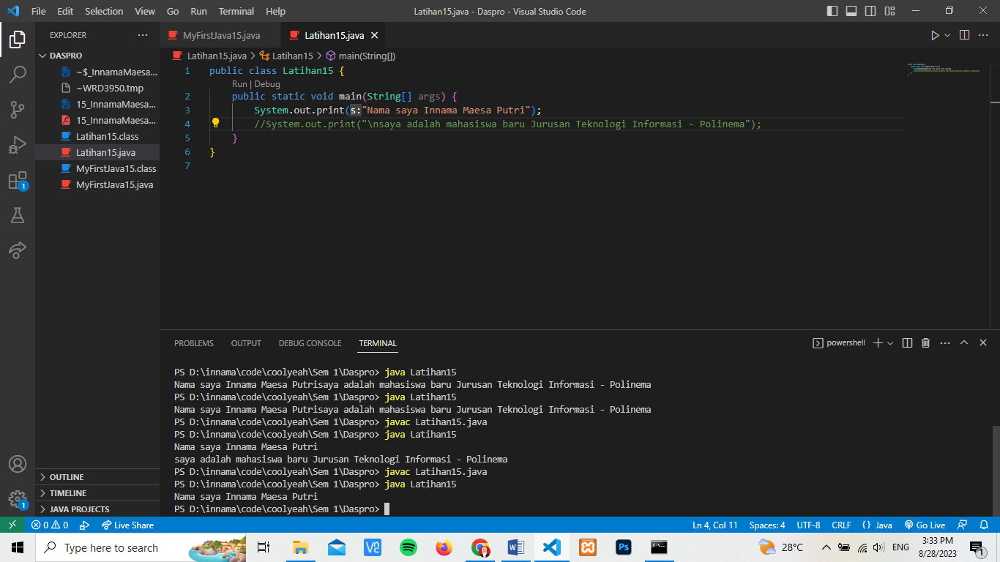 File Edit Selection View Go Run Terminal Help Latihan15.java - Daspro - Visual Studio Code
EXPLORER
DASPRO
~$_InnamaMaesa...
~WRD3950.tmp
15_InnamaMaesa...
15_InnamaMaesa...
Latihan15.class
Latihan15.java
MyFirstJava15.class
MyFirstJava15.java
OUTLINE
TIMELINE
JAVA PROJECTS
MyFirstJava15.java Latihan15.java
Latihan15.java > Latihan15 > main(String[])
1 public class Latihan15 {
Run | Debug
2 public static void main(String[] args) {
3 System.out.print(s:"Nama saya Innama Maesa Putri");
4 //System.out.print("\nsaya adalah mahasiswa baru Jurusan Teknologi Informasi - Polinema");
5 }
6 }
7
PROBLEMS OUTPUT DEBUG CONSOLE TERMINAL powershell
PS D:\innama\code\coolyeah\Sem 1\Daspro> java Latihan15
Nama saya Innama Maesa Putrisaya adalah mahasiswa baru Jurusan Teknologi Informasi - Polinema
PS D:\innama\code\coolyeah\Sem 1\Daspro> java Latihan15
Nama saya Innama Maesa Putrisaya adalah mahasiswa baru Jurusan Teknologi Informasi - Polinema
PS D:\innama\code\coolyeah\Sem 1\Daspro> javac Latihan15.java
PS D:\innama\code\coolyeah\Sem 1\Daspro> java Latihan15
Nama saya Innama Maesa Putri
saya adalah mahasiswa baru Jurusan Teknologi Informasi - Polinema
PS D:\innama\code\coolyeah\Sem 1\Daspro> javac Latihan15.java
PS D:\innama\code\coolyeah\Sem 1\Daspro> java Latihan15
Nama saya Innama Maesa Putri
PS D:\innama\code\coolyeah\Sem 1\Daspro>
1
1
0 0 Live Share Ln 4, Col 11 Spaces: 4 UTF-8 CRLF {} Java Go Live
Type here to search Ps 28°C ENG 3:33 PM
8/28/2023 1